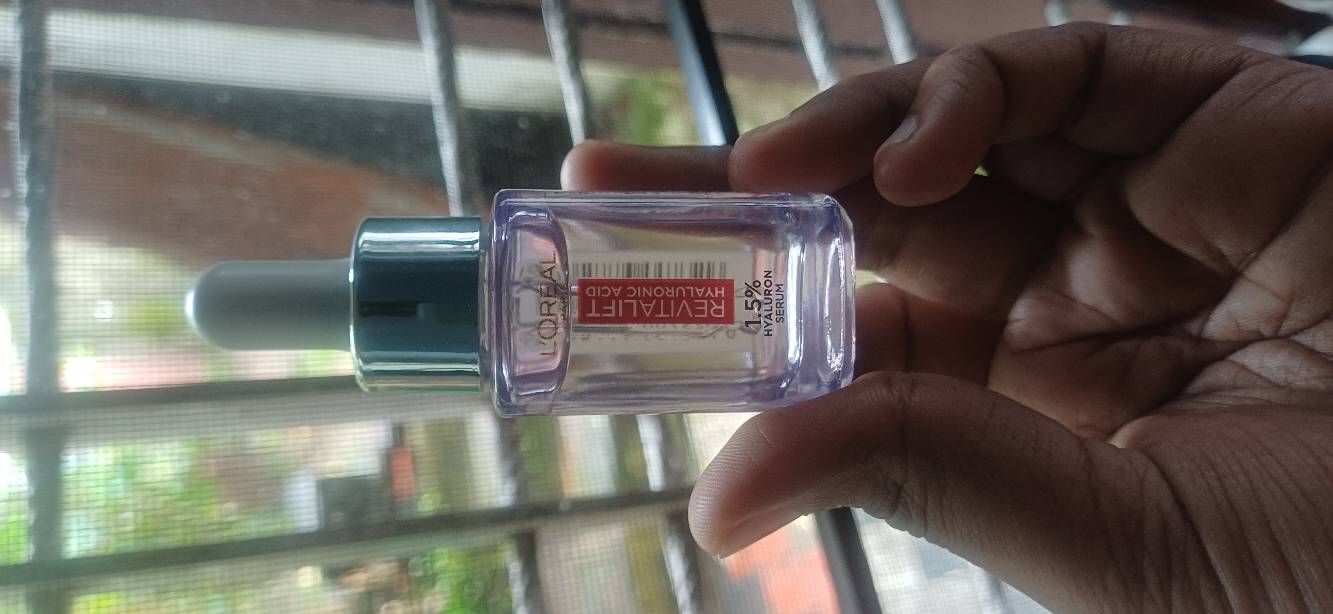 L'ORÉAL
REVITALIFT
HYALURONIC ACID
1.5%
HYALURON
SERUM